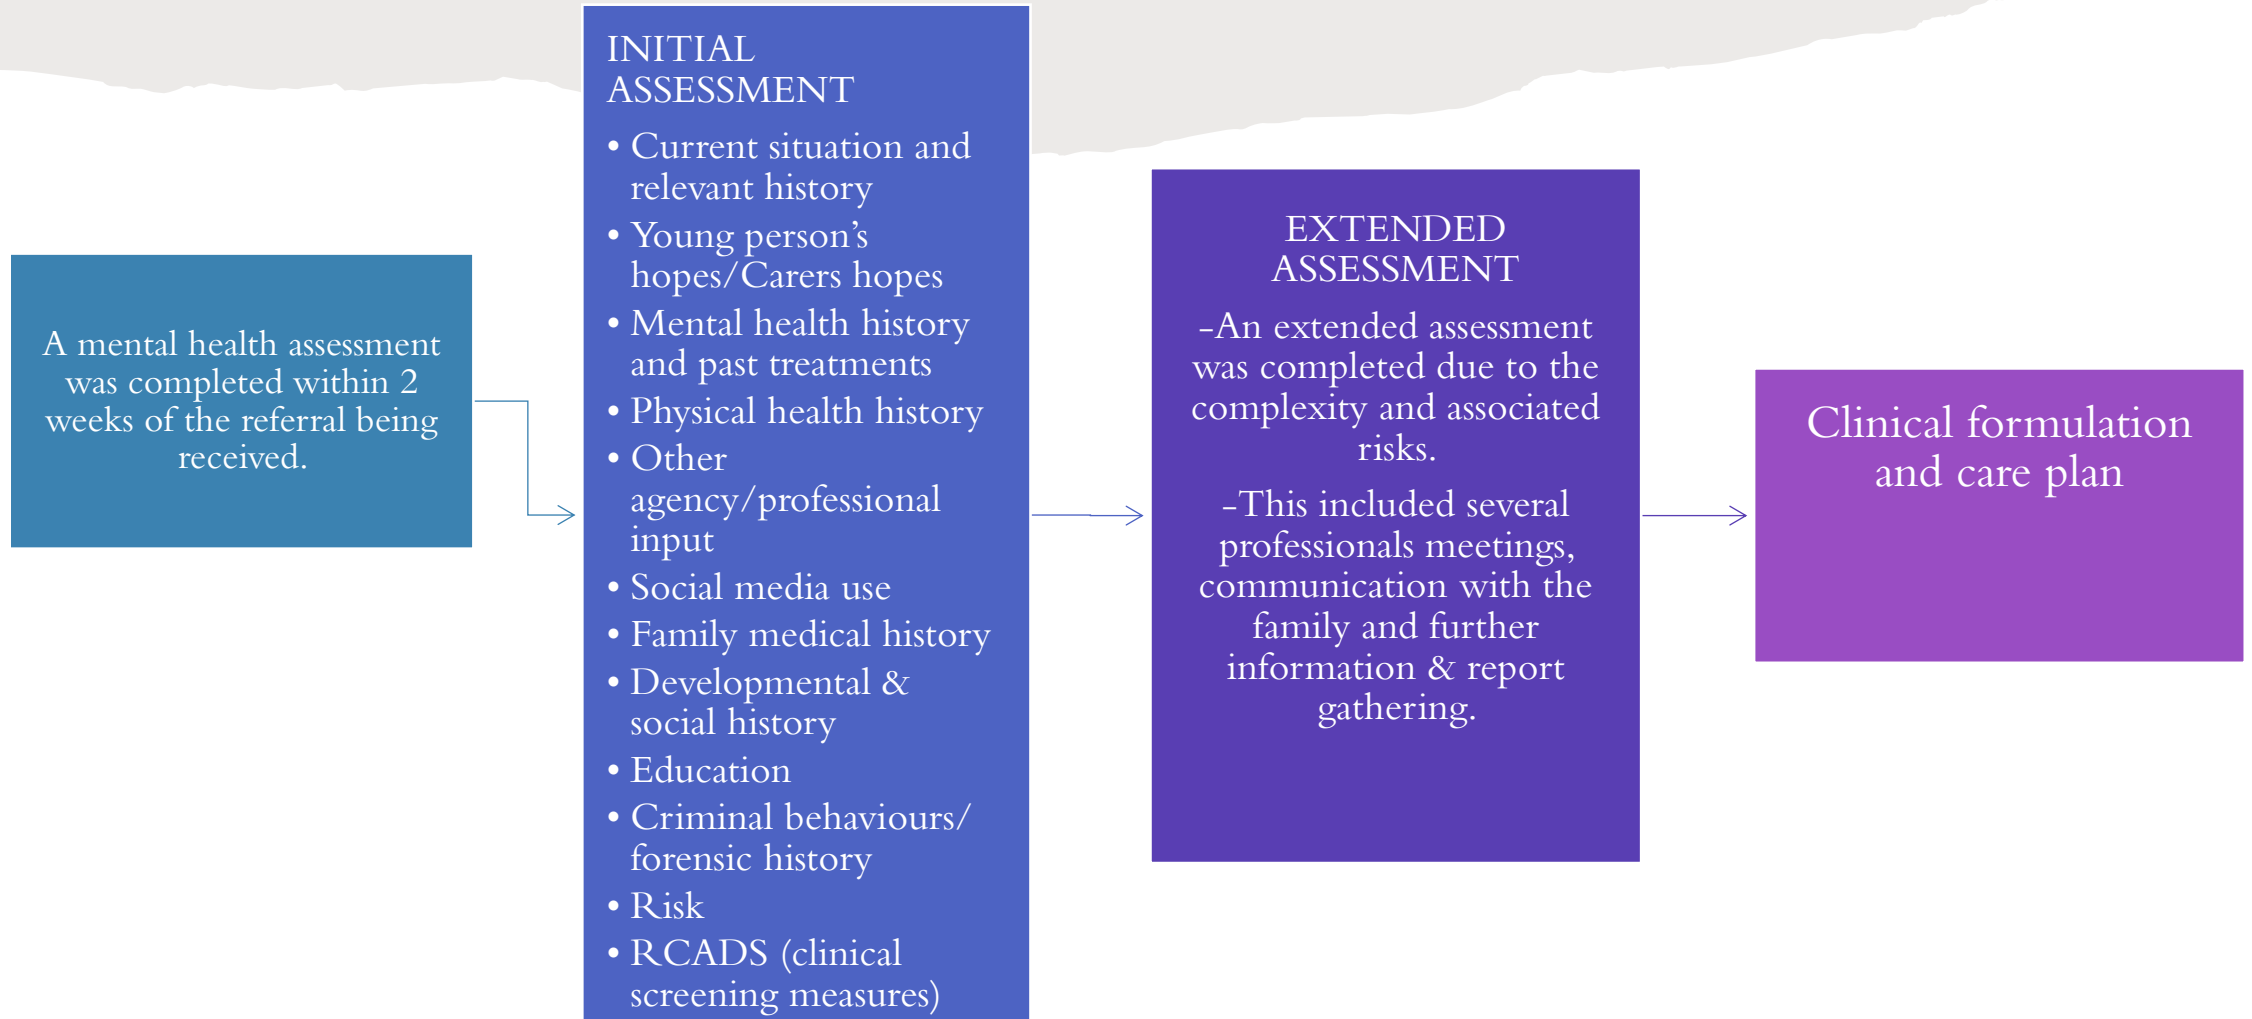 A mental health assessment
was completed within 2
weeks of the referral being
received.
INITIAL
ASSESSMENT
• Current situation and
relevant history
• Young person’s
hopes/Carers hopes
• Mental health history
and past treatments
• Physical health history
• Other
agency/professional
input
• Social media use
• Family medical history
• Developmental &
social history
• Education
• Criminal behaviours/
forensic history
• Risk
• RCADS (clinical
screening measures)
EXTENDED
ASSESSMENT
-An extended assessment
was completed due to the
complexity and associated
risks.
-This included several
professionals meetings,
communication with the
family and further
information & report
gathering.
Clinical formulation
and care plan